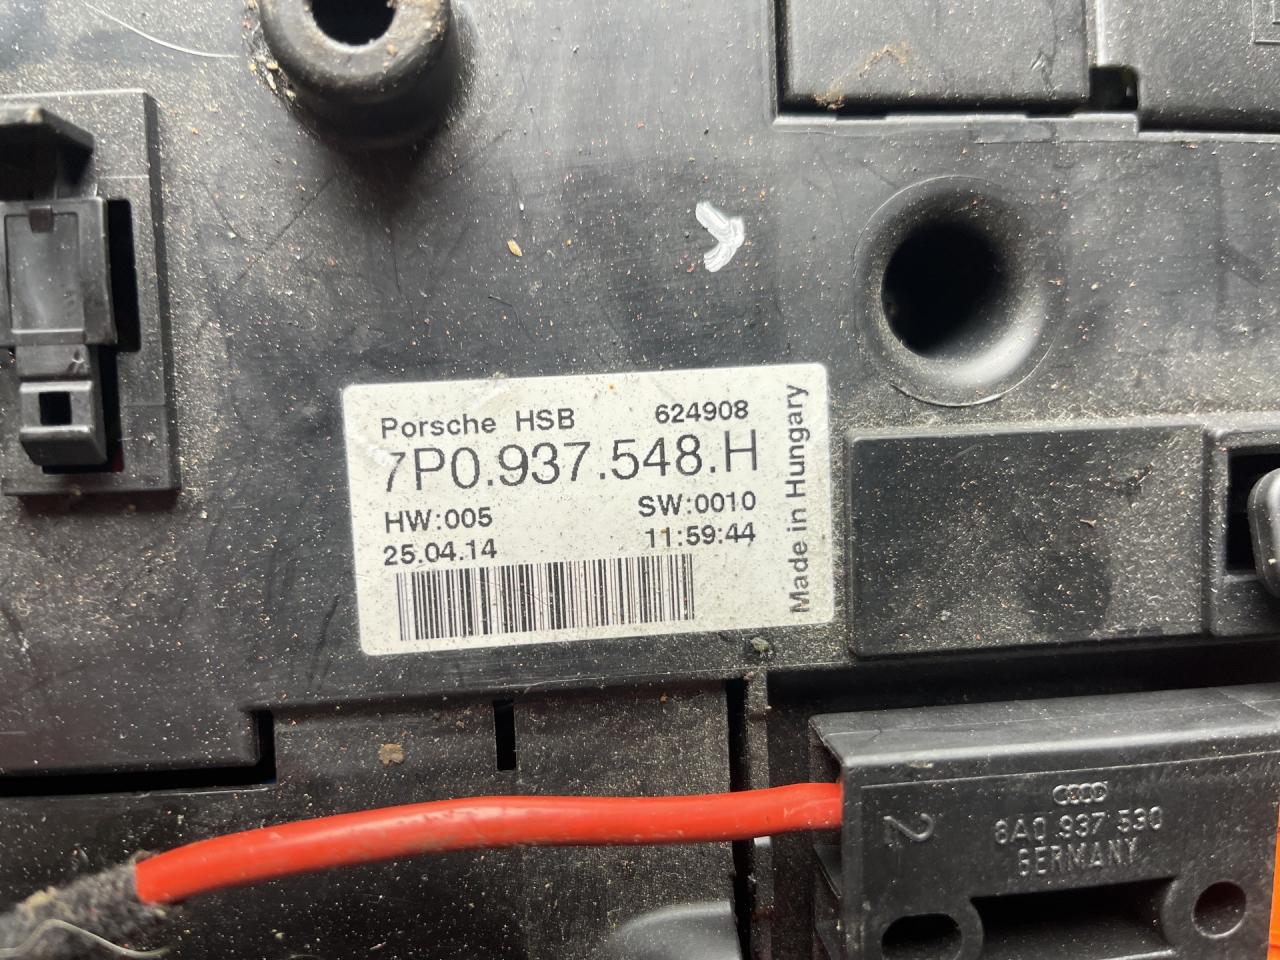 Porsche HSB 624908
7P0.937.548.H
HW:005 SW:0010
25.04.14 11:59:44
Made in Hungary
2
8A0 937 530
GERMANY